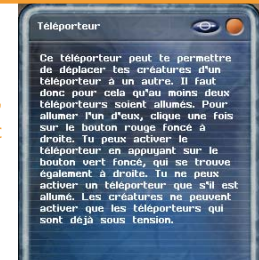 Téléporteur
Ce téléporteur peut te permettre
de déplacer tes créatures d'un
téléporteur à un autre. Il faut
donc pour cela qu'au moins deux
téléporteurs soient allumés. Pour
allumer l'un d'eux, clique une fois
sur le bouton rouge foncé à
droite. Tu peux activer le
téléporteur en appuyant sur le
bouton vert foncé, qui se trouve
également à droite. Tu ne peux
activer un téléporteur que s'il est
allumé. Les créatures ne peuvent
activer que les téléporteurs qui
sont déjà sous tension.